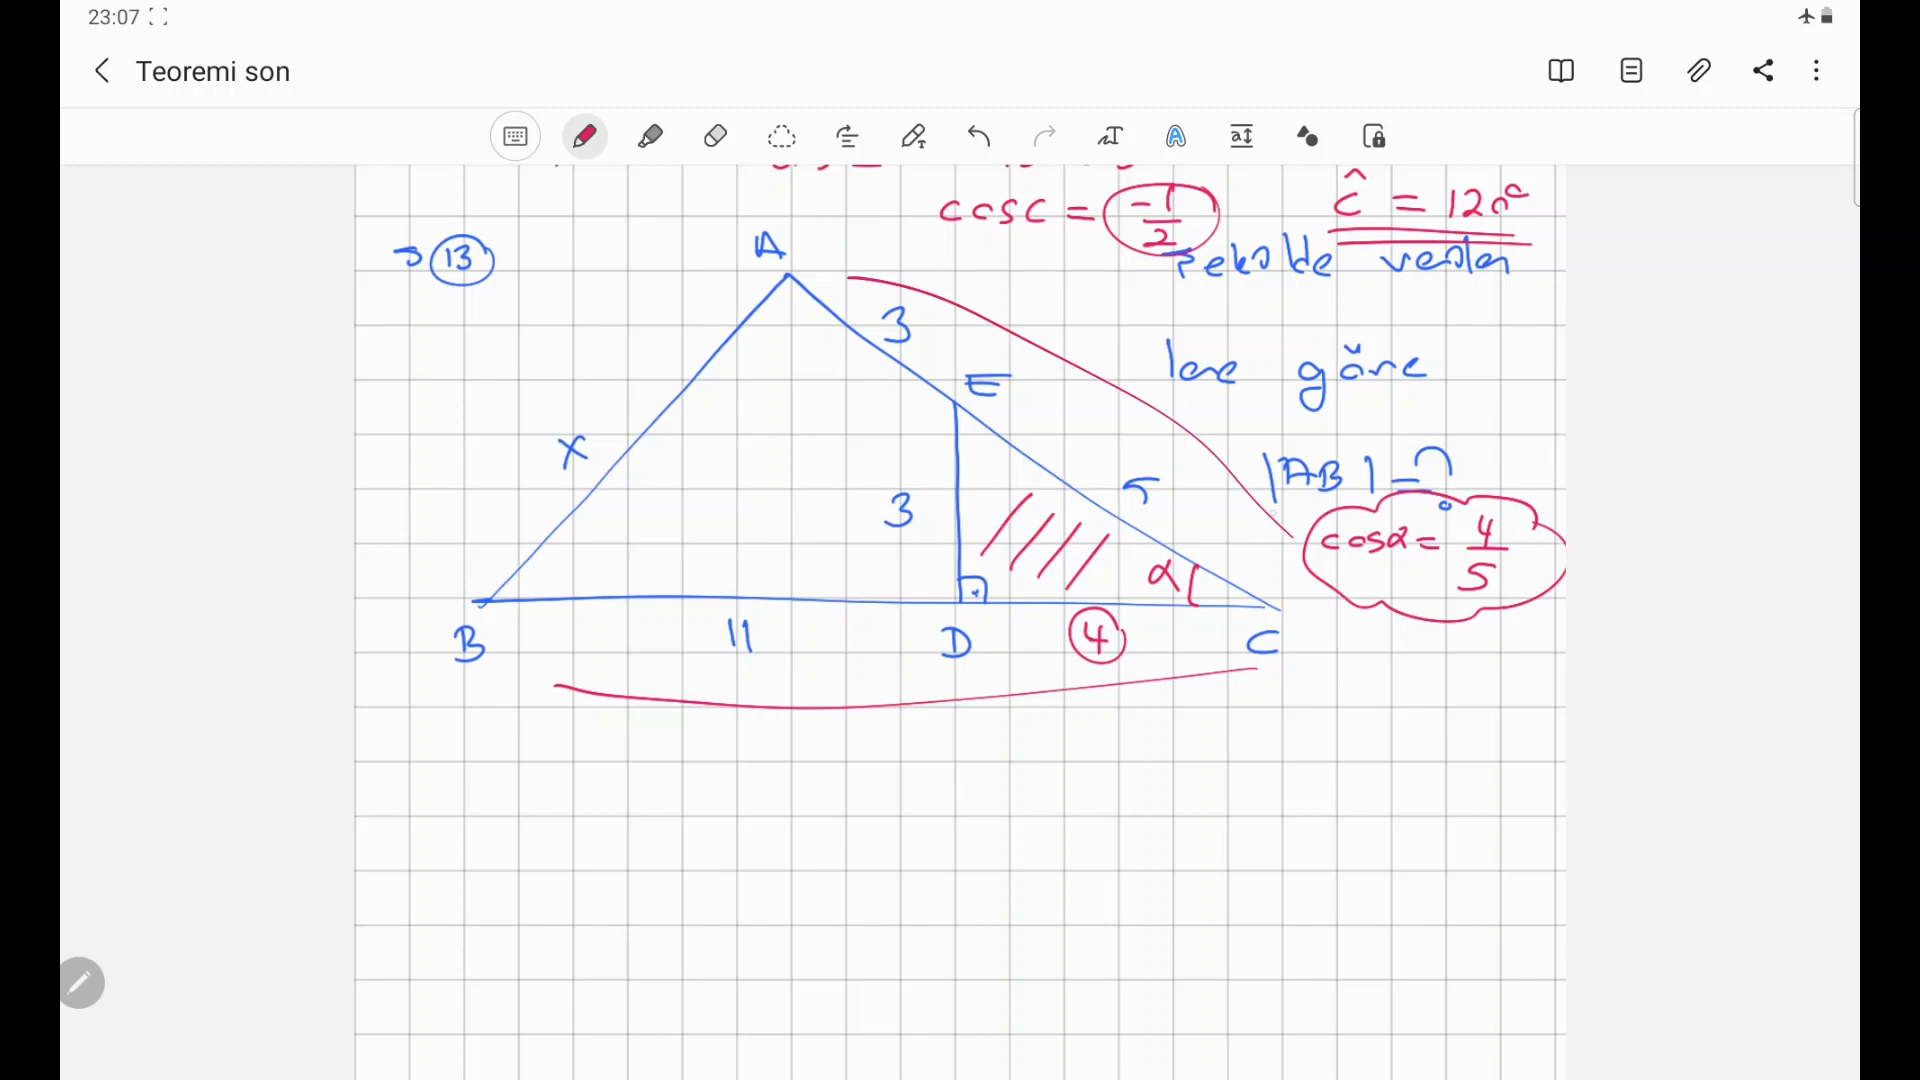 23:07
Teoremi son
cosc = -1/2
ĉ = 120°
→ 13
A
şekilde verilen
3
lere göre
E
x
|AB| = ?
5
3
cosα = 4/5
α
B
11
D
4
C